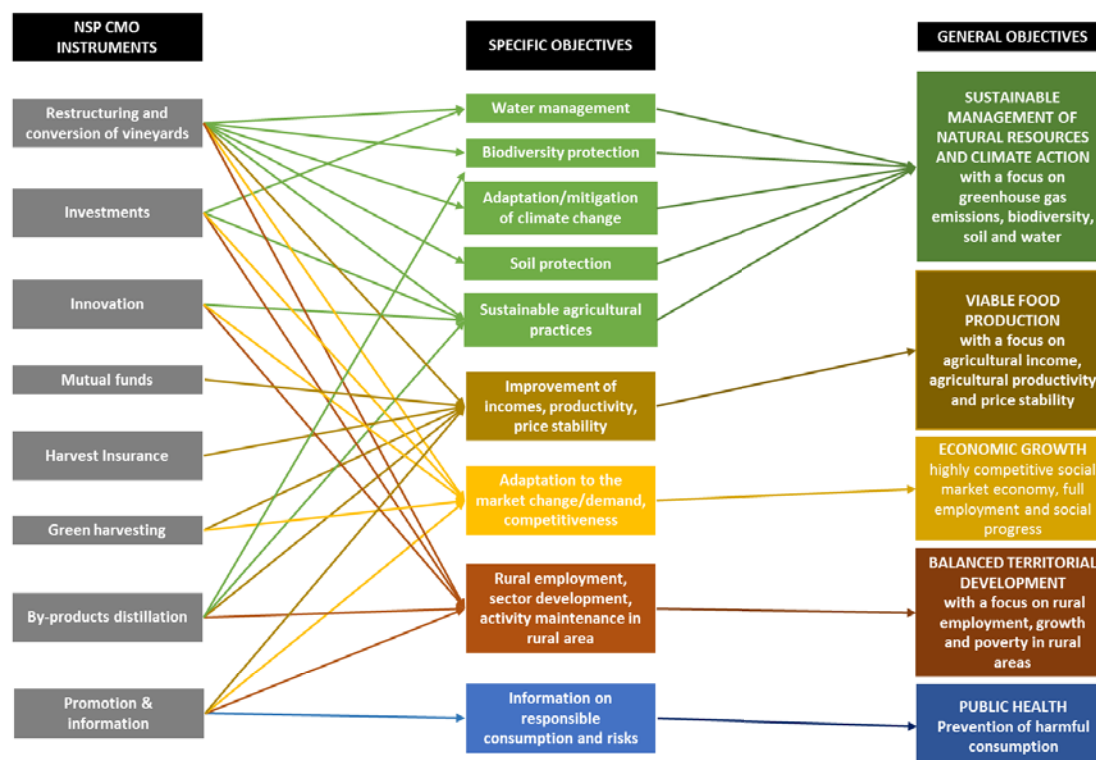 NSP CMO
INSTRUMENTS
Restructuring and
conversion of vineyards
Investments
Innovation
Mutual funds
Harvest Insurance
Green harvesting
By-products distillation
Promotion &
information
SPECIFIC OBJECTIVES
Water management
Biodiversity protection
Adaptation/mitigation
of climate change
Soil protection
Sustainable agricultural
practices
Improvement of
incomes, productivity,
price stability
Adaptation to the
market change/demand,
competitiveness
Rural employment,
sector development,
activity maintenance in
rural area
Information on
responsible
consumption and risks
GENERAL OBJECTIVES
SUSTAINABLE
MANAGEMENT OF
NATURAL RESOURCES
AND CLIMATE ACTION
with a focus on
greenhouse gas
emissions, biodiversity,
soil and water
VIABLE FOOD
PRODUCTION
with a focus on
agricultural income,
agricultural productivity
and price stability
ECONOMIC GROWTH
highly competitive social
market economy, full
employment and social
progress
BALANCED TERRITORIAL
DEVELOPMENT
with a focus on rural
employment, growth
and poverty in rural
areas
PUBLIC HEALTH
Prevention of harmful
consumption